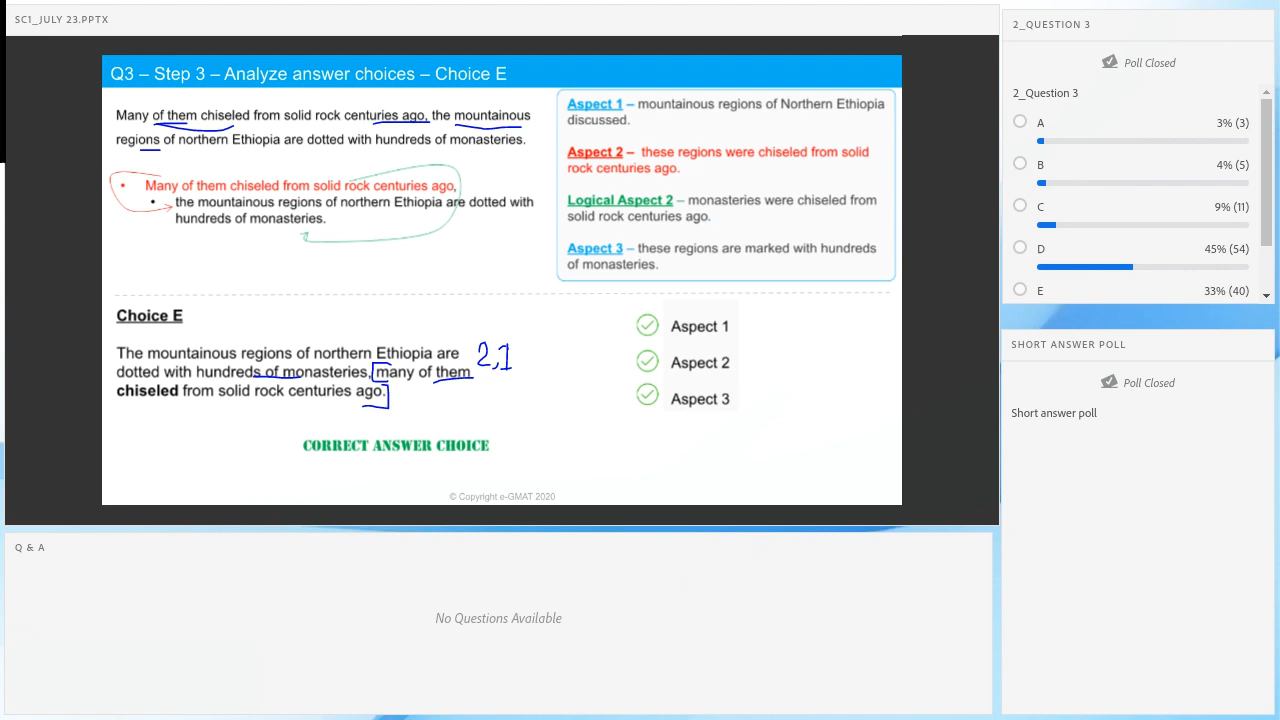 SC1_JULY 23.PPTX
Q3 – Step 3 – Analyze answer choices – Choice E
Many of them chiseled from solid rock centuries ago, the mountainous
regions of northern Ethiopia are dotted with hundreds of monasteries.
• Many of them chiseled from solid rock centuries ago,
• the mountainous regions of northern Ethiopia are dotted with
hundreds of monasteries.
Aspect 1 – mountainous regions of Northern Ethiopia
discussed.
Aspect 2 – these regions were chiseled from solid
rock centuries ago.
Logical Aspect 2 – monasteries were chiseled from
solid rock centuries ago.
Aspect 3 – these regions are marked with hundreds
of monasteries.
Choice E
The mountainous regions of northern Ethiopia are
dotted with hundreds of monasteries, many of them
chiseled from solid rock centuries ago.
2,1
Aspect 1
Aspect 2
Aspect 3
CORRECT ANSWER CHOICE
© Copyright e-GMAT 2020
2_QUESTION 3
Poll Closed
2_Question 3
A 3% (3)
B 4% (5)
C 9% (11)
D 45% (54)
E 33% (40)
SHORT ANSWER POLL
Poll Closed
Short answer poll
Q & A
No Questions Available